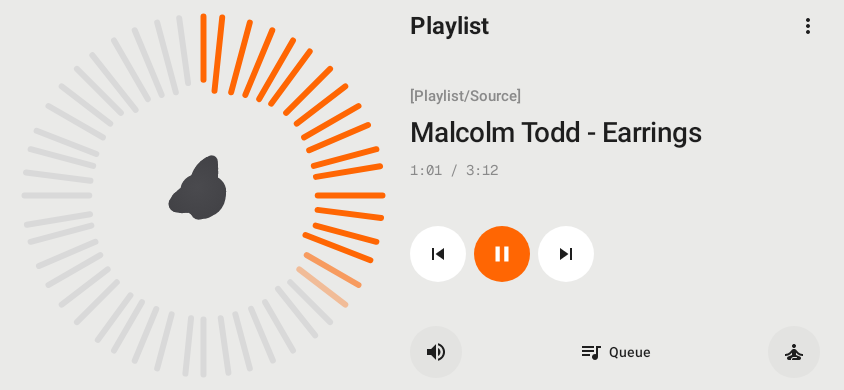 Playlist
[Playlist/Source]
Malcolm Todd - Earrings
1:01 / 3:12
Queue